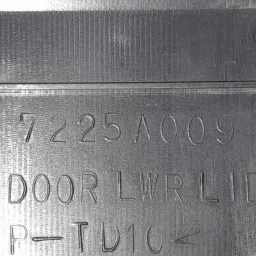 7225A009
DOOR LWR LID
P-TD10<